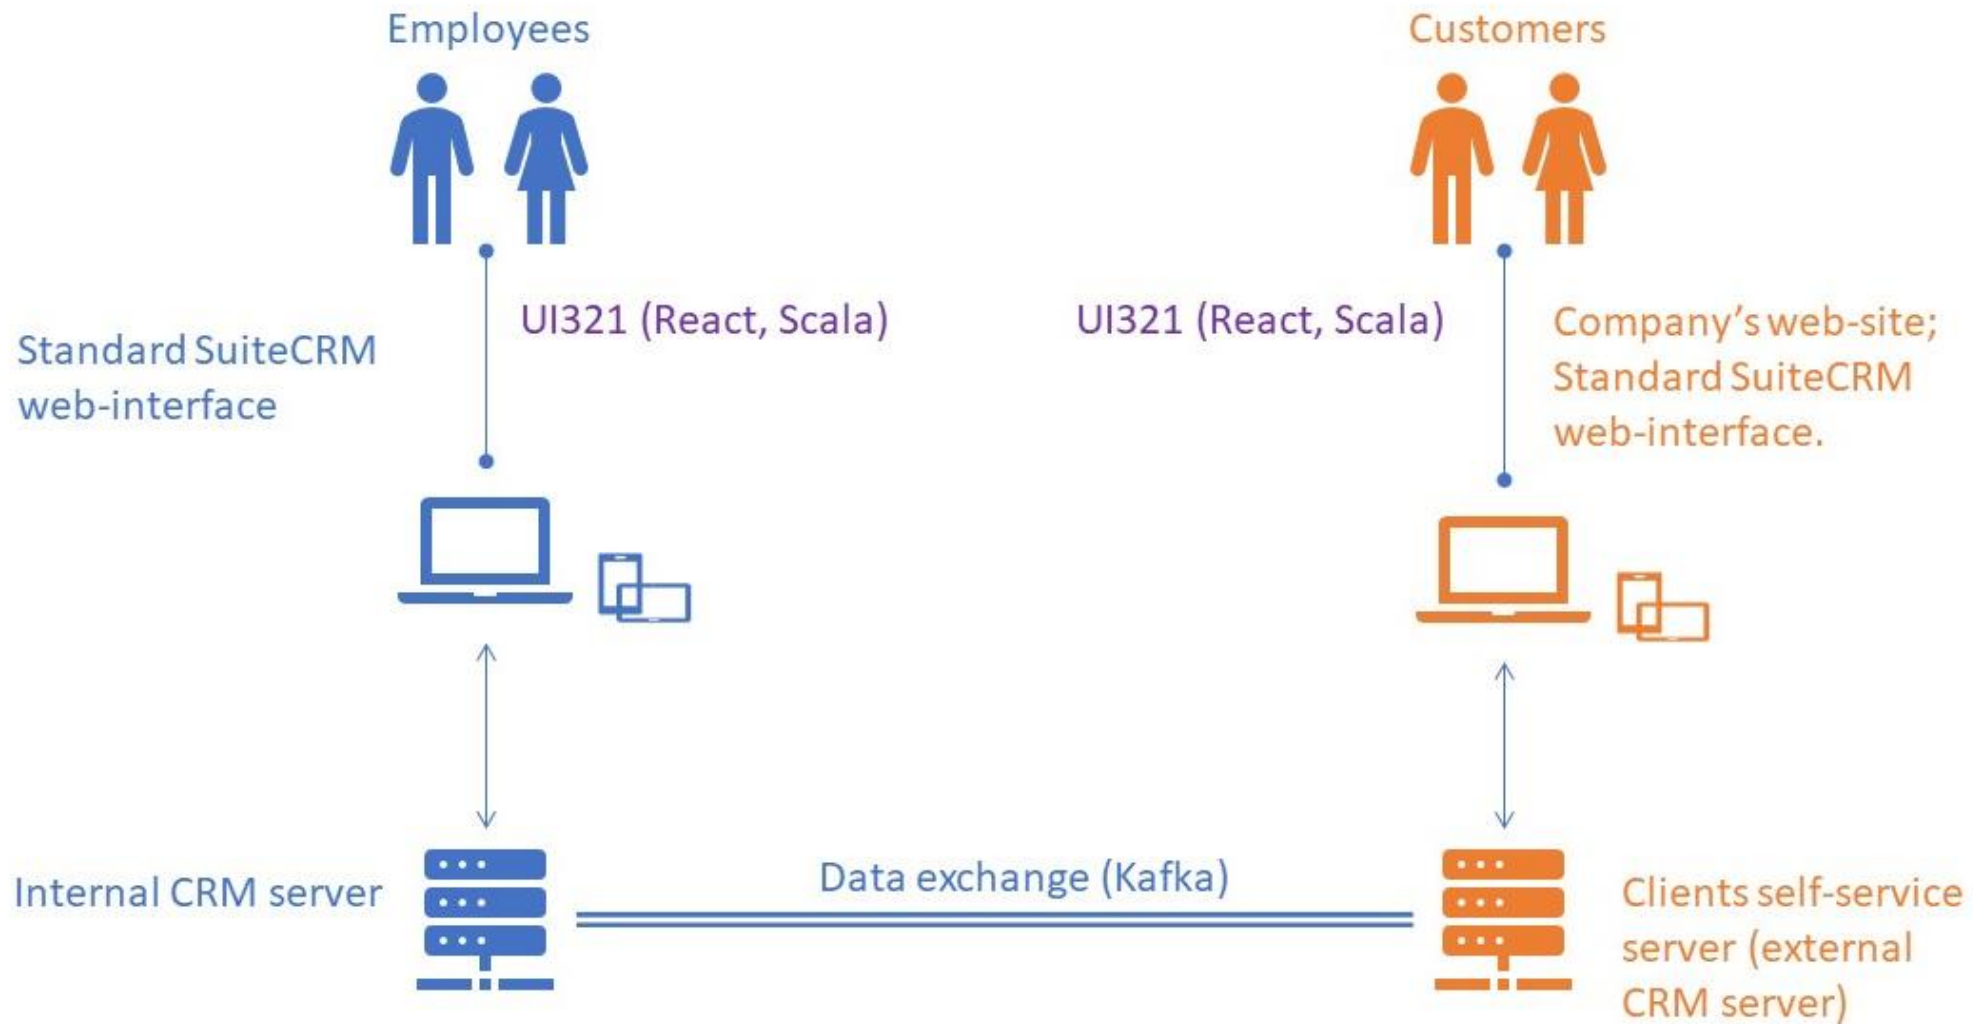 Employees
Customers
UI321 (React, Scala)
UI321 (React, Scala)
Standard SuiteCRM
web-interface
Company’s web-site;
Standard SuiteCRM
web-interface.
Internal CRM server
Data exchange (Kafka)
Clients self-service
server (external
CRM server)